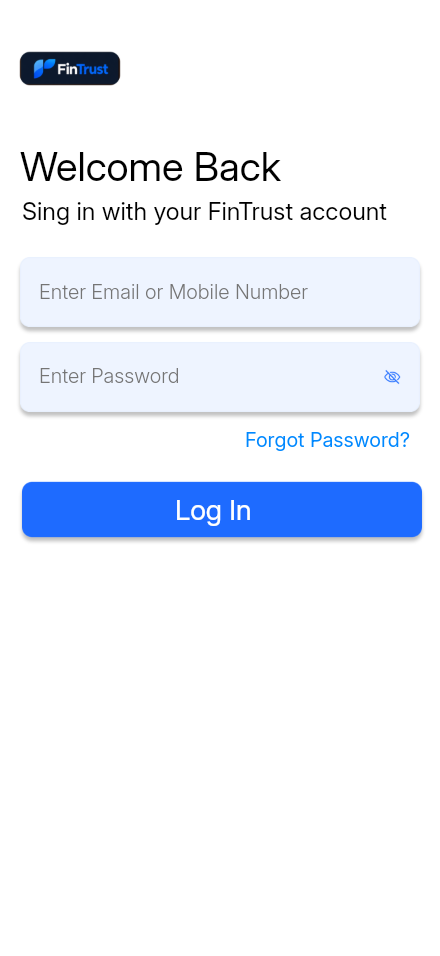 FinTrust
Welcome Back
Sing in with your FinTrust account
Enter Email or Mobile Number
Enter Password
Forgot Password?
Log In